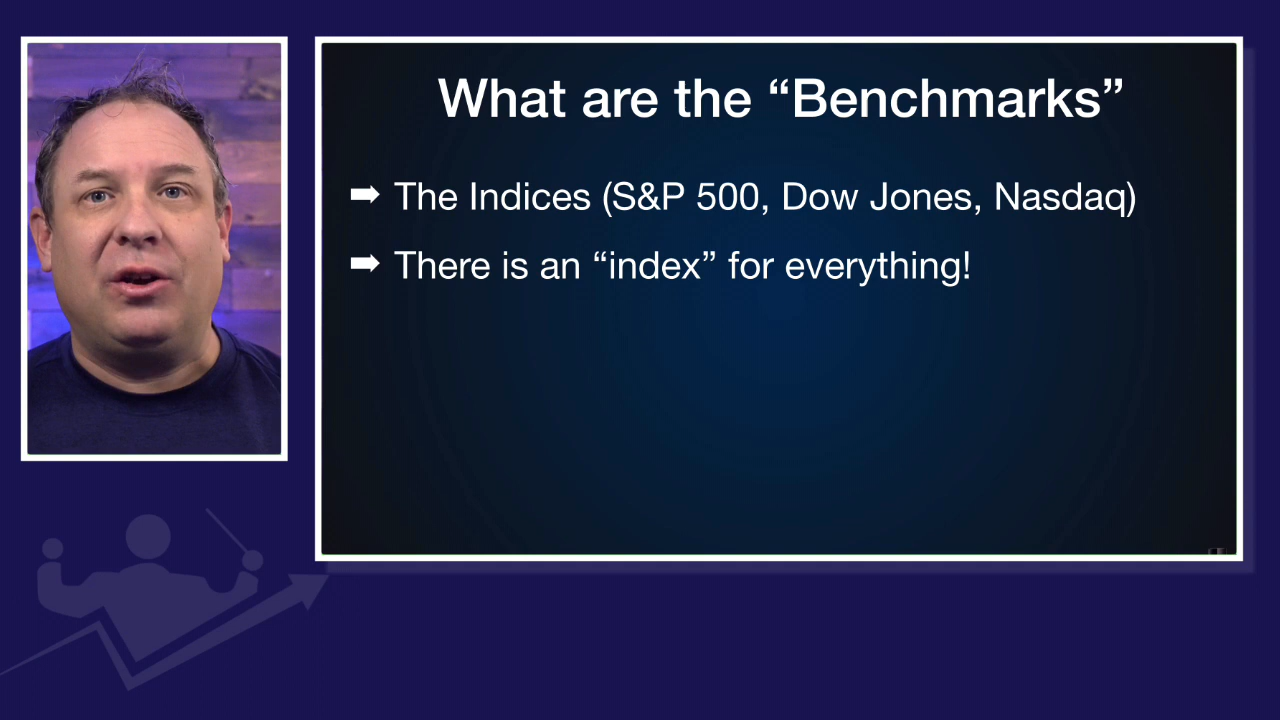 What are the “Benchmarks”
➡ The Indices (S&P 500, Dow Jones, Nasdaq)
➡ There is an “index” for everything!